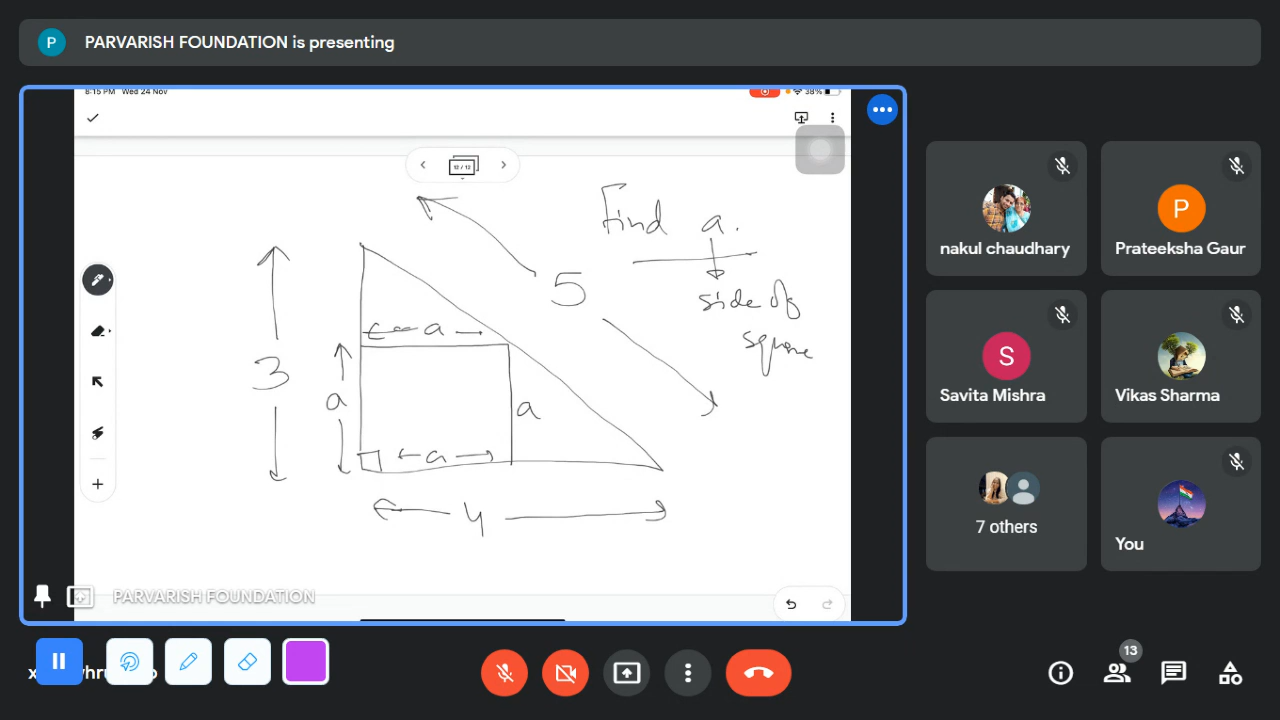 P PARVARISH FOUNDATION is presenting
8:15 PM Wed 24 Nov
38%
12 / 12
Find a.
side of
square
5
3
a
a
a
a
4
PARVARISH FOUNDATION
nakul chaudhary
P
Prateeksha Gaur
S
Savita Mishra
Vikas Sharma
7 others
You
13